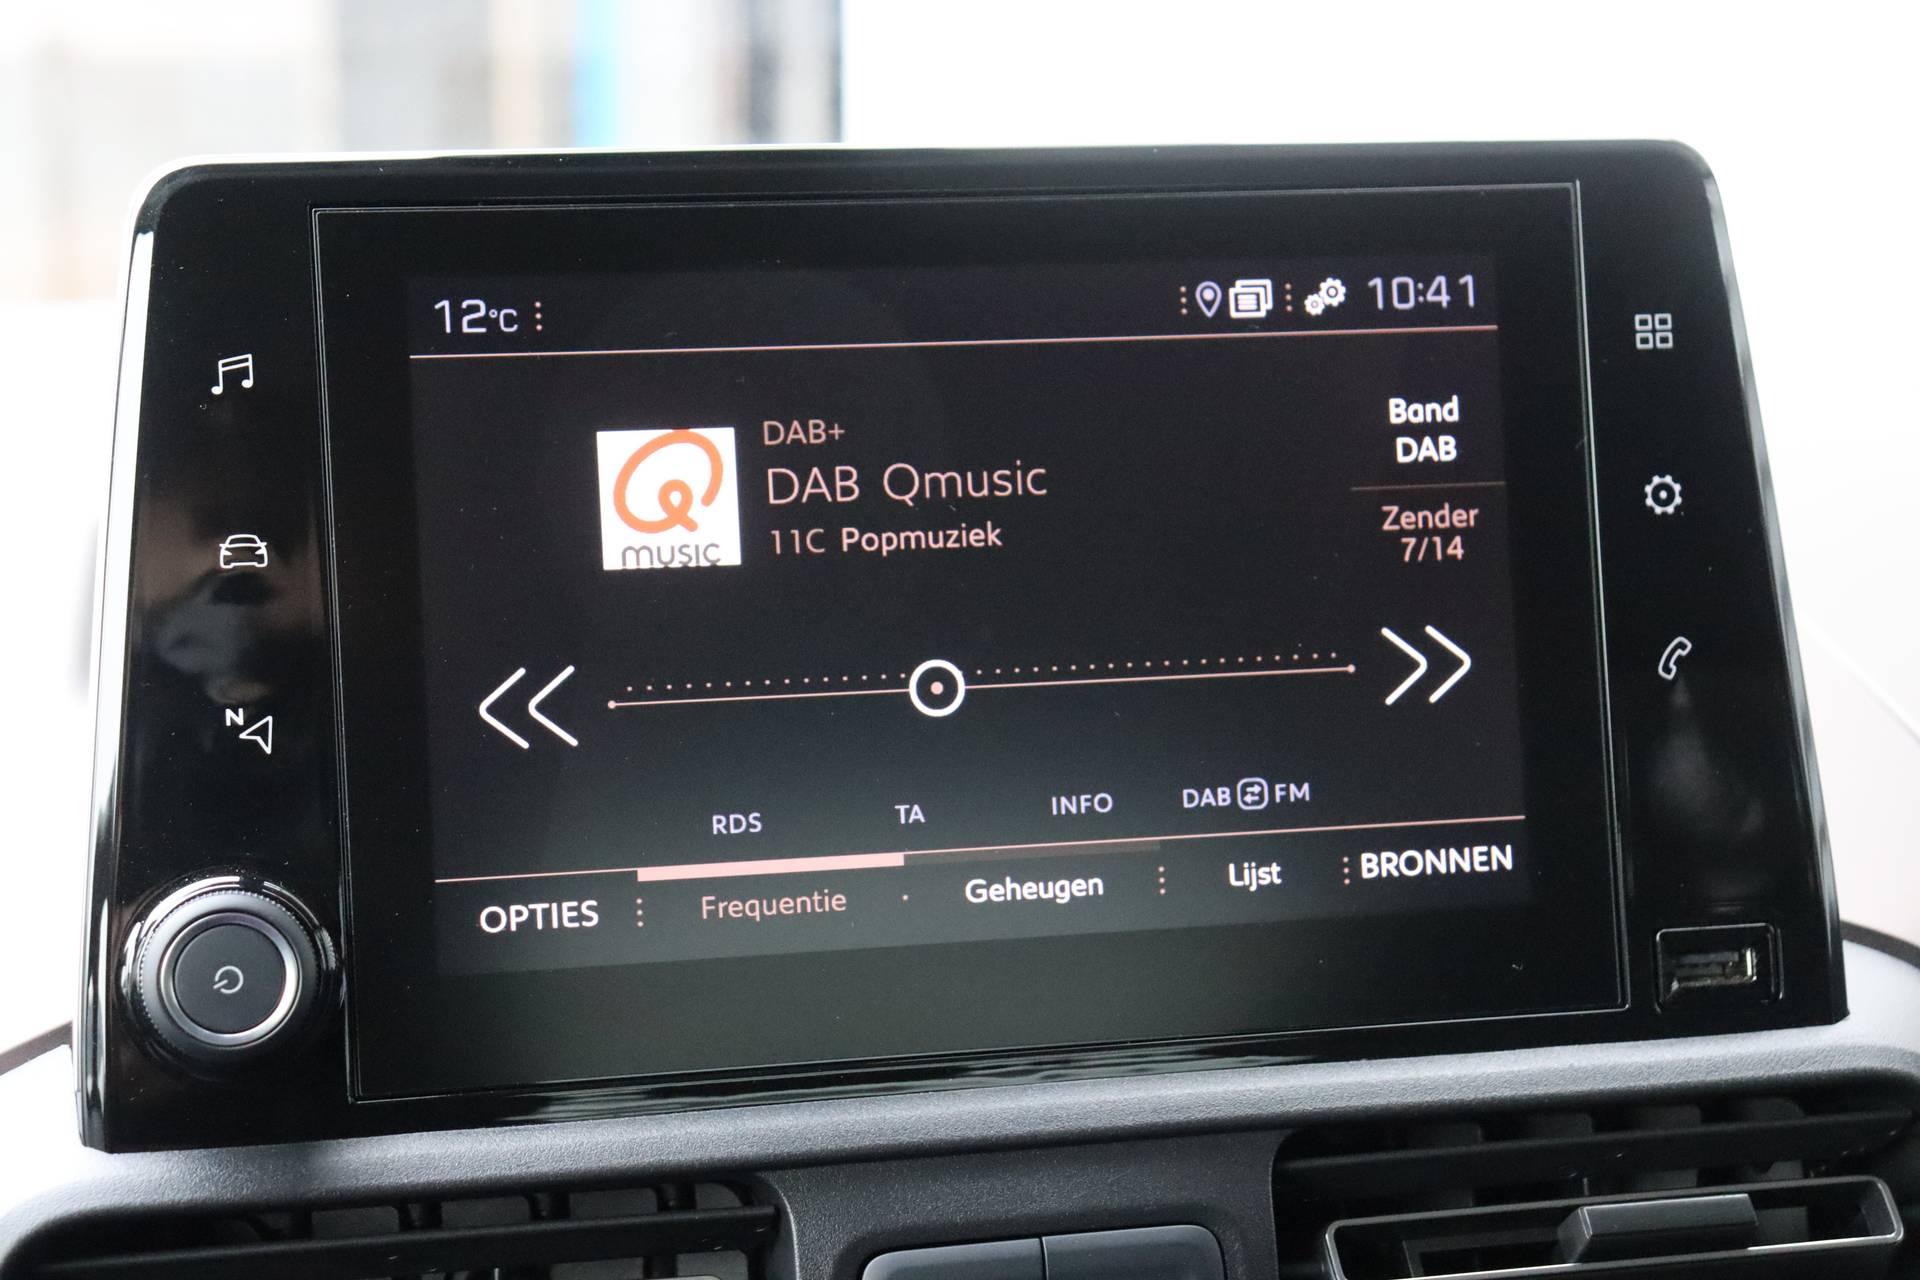 12°C
10:41
DAB+
DAB Qmusic
11C Popmuziek
Q
music
Band
DAB
Zender
7/14
N
RDS
TA
INFO
DAB FM
OPTIES
Frequentie
Geheugen
Lijst
BRONNEN